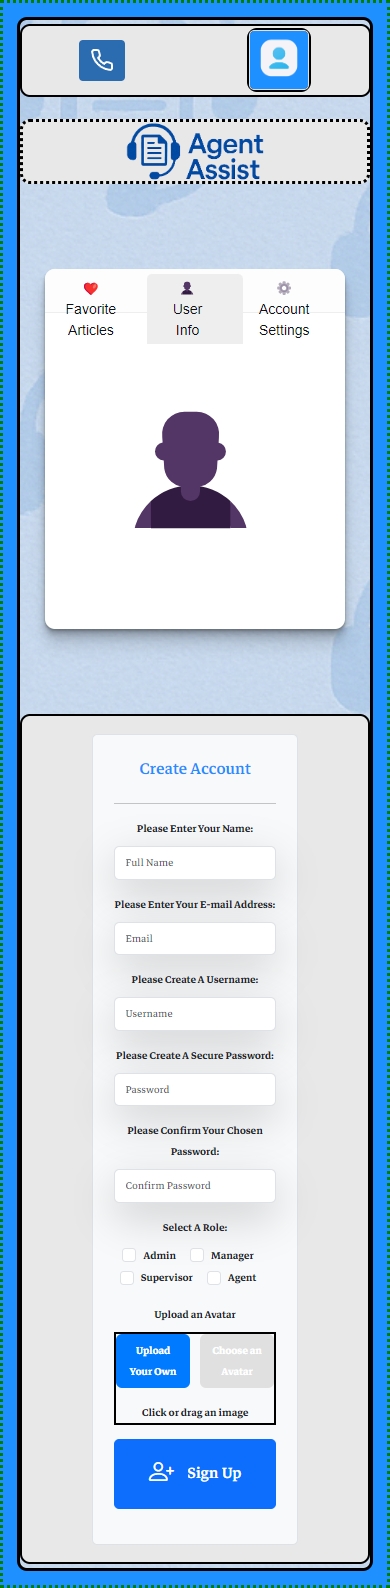 Agent
Assist
Favorite
Articles
User
Info
Account
Settings
Create Account
Please Enter Your Name:
Full Name
Please Enter Your E-mail Address:
Email
Please Create A Username:
Username
Please Create A Secure Password:
Password
Please Confirm Your Chosen
Password:
Confirm Password
Select A Role:
Admin Manager
Supervisor Agent
Upload an Avatar
Upload
Your Own
Choose an
Avatar
Click or drag an image
Sign Up